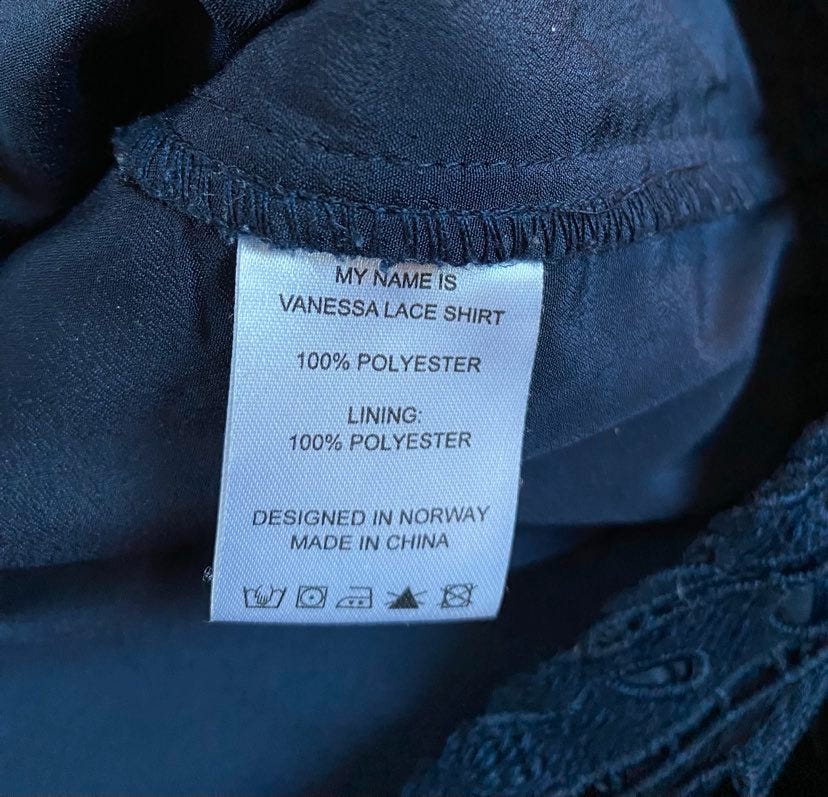 MY NAME IS
VANESSA LACE SHIRT
100% POLYESTER
LINING:
100% POLYESTER
DESIGNED IN NORWAY
MADE IN CHINA